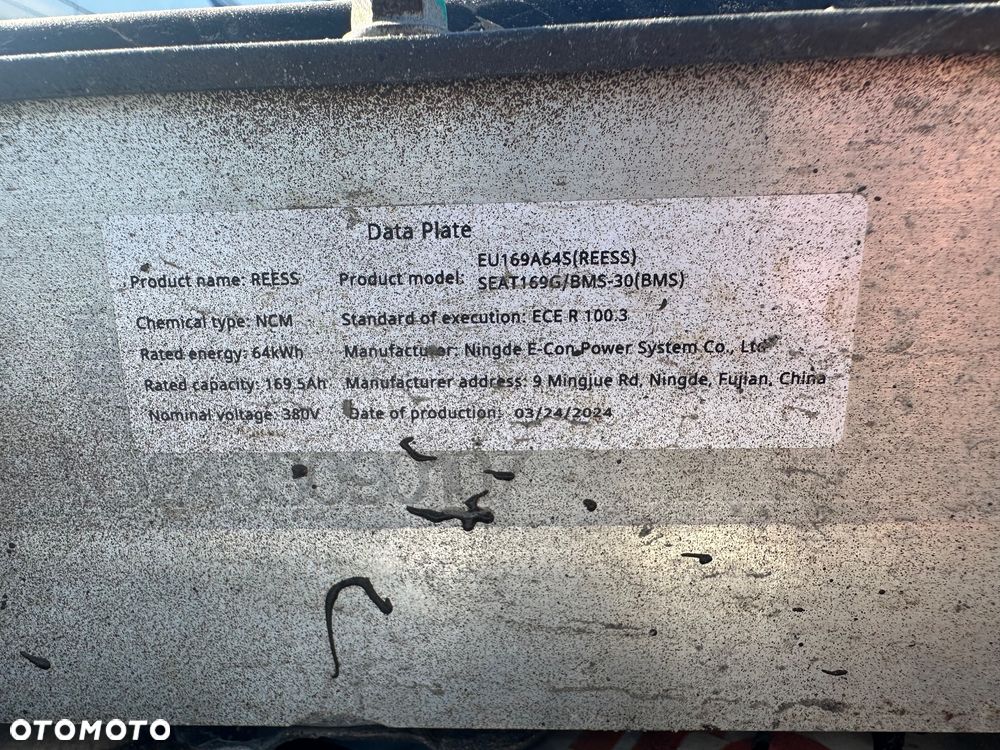 Data Plate
EU169A64S(REESS)
Product name: REESS Product model: SEAT169G/BMS-30(BMS)
Chemical type: NCM Standard of execution: ECE R 100.3
Rated energy: 64kWh Manufacturer: Ningde E-Con Power System Co., Ltd
Rated capacity: 169.5Ah Manufacturer address: 9 Mingjue Rd, Ningde, Fujian, China
Nominal voltage: 380V Date of production: 03/24/2024
OTOMOTO